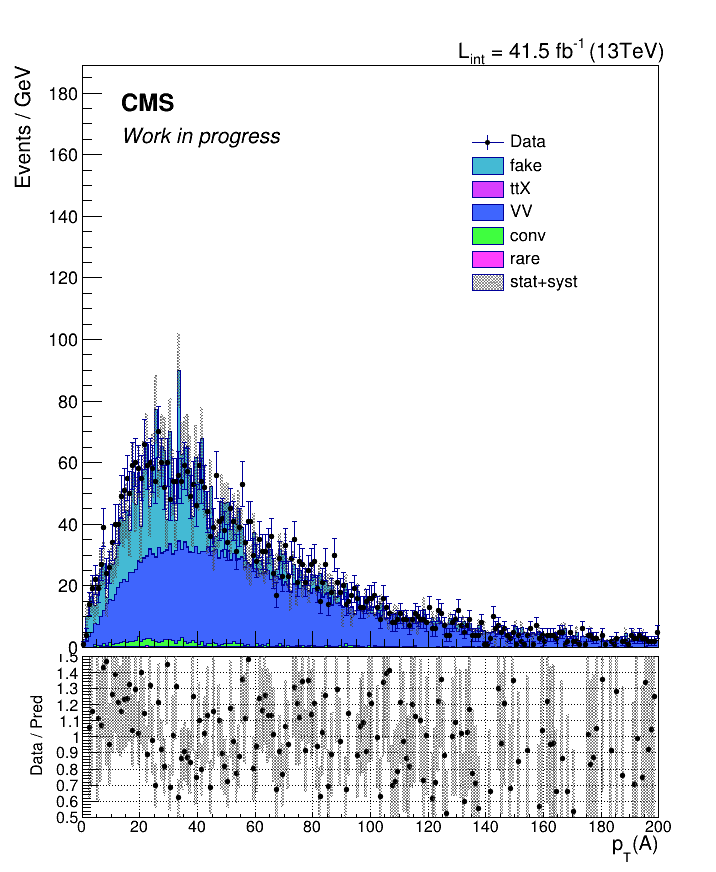 L_int = 41.5 fb^-1 (13TeV)
Events / GeV
CMS
Work in progress
Data
fake
ttX
VV
conv
rare
stat+syst
180
160
140
120
100
80
60
40
20
0
Data / Pred
1.5
1.4
1.3
1.2
1.1
1
0.9
0.8
0.7
0.6
0.5
0 20 40 60 80 100 120 140 160 180 200
p_T(A)